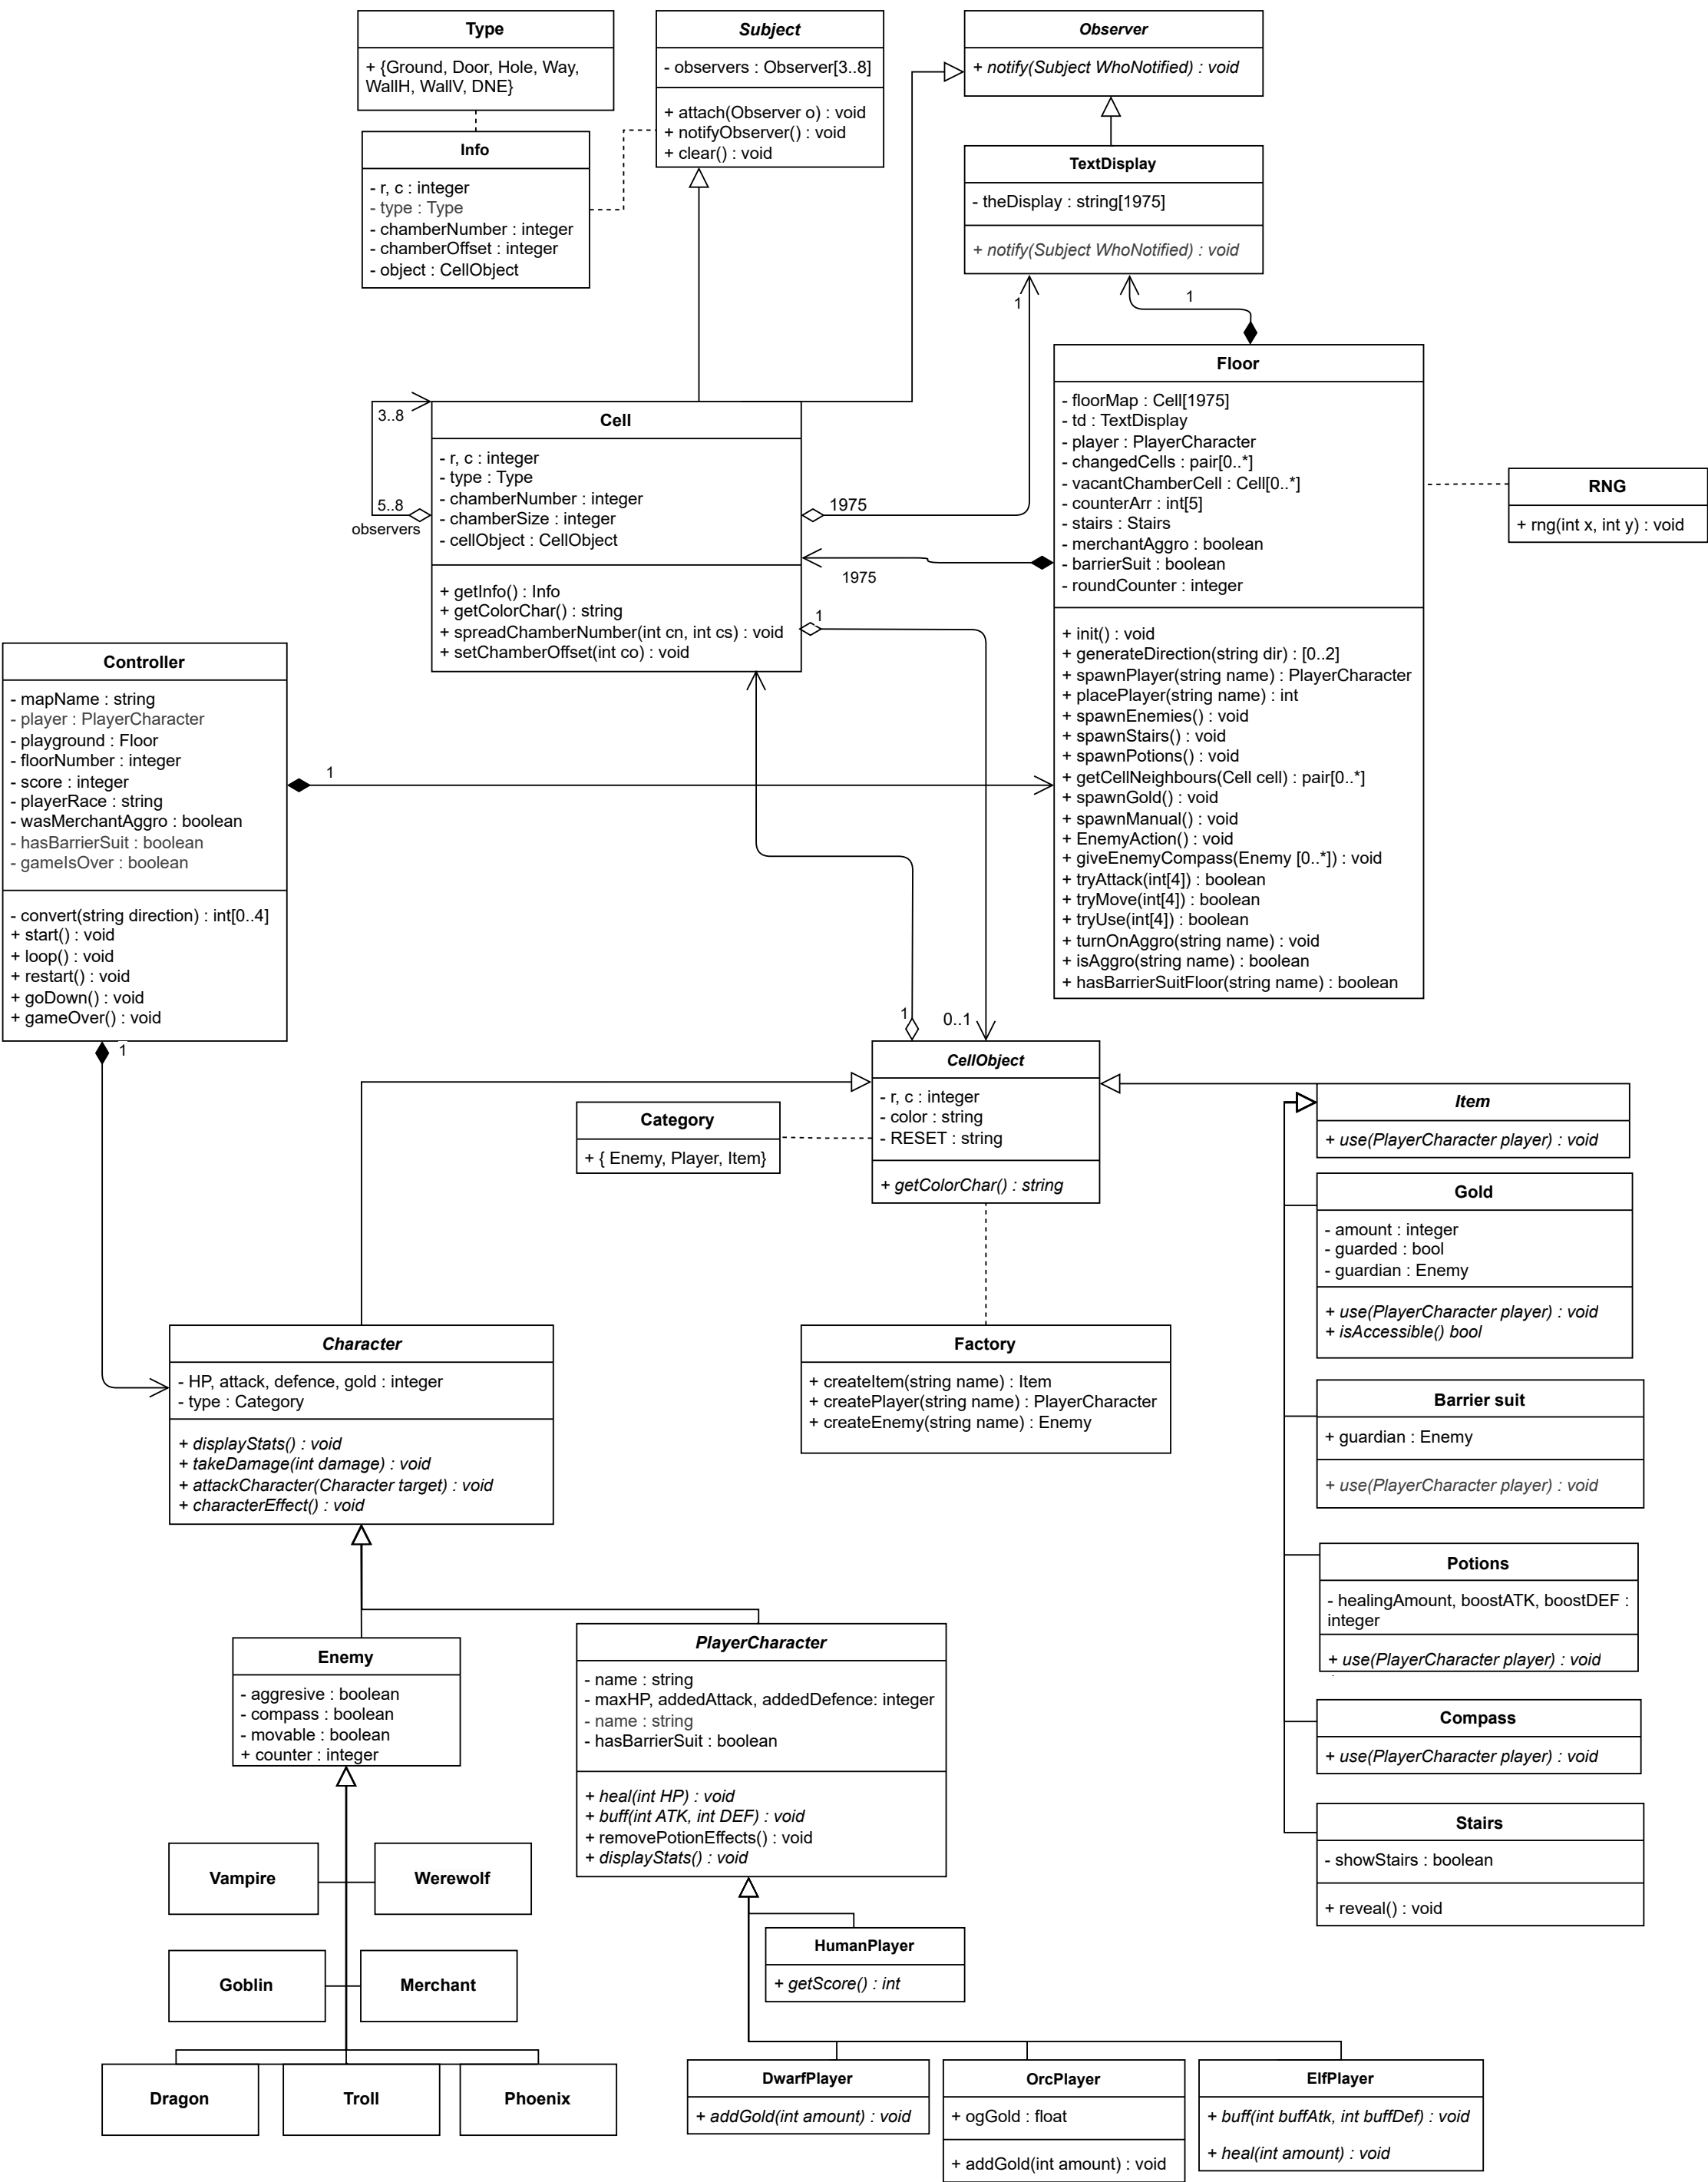 Type
+ {Ground, Door, Hole, Way,
WallH, WallV, DNE}
Subject
- observers : Observer[3..8]
+ attach(Observer o) : void
+ notifyObserver() : void
+ clear() : void
Observer
+ notify(Subject WhoNotified) : void
Info
- r, c : integer
- type : Type
- chamberNumber : integer
- chamberOffset : integer
- object : CellObject
TextDisplay
- theDisplay : string[1975]
+ notify(Subject WhoNotified) : void
1
1
Floor
- floorMap : Cell[1975]
- td : TextDisplay
- player : PlayerCharacter
- changedCells : pair[0..*]
- vacantChamberCell : Cell[0..*]
- counterArr : int[5]
- stairs : Stairs
- merchantAggro : boolean
- barrierSuit : boolean
- roundCounter : integer
+ init() : void
+ generateDirection(string dir) : [0..2]
+ spawnPlayer(string name) : PlayerCharacter
+ placePlayer(string name) : int
+ spawnEnemies() : void
+ spawnStairs() : void
+ spawnPotions() : void
+ getCellNeighbours(Cell cell) : pair[0..*]
+ spawnGold() : void
+ spawnManual() : void
+ EnemyAction() : void
+ giveEnemyCompass(Enemy [0..*]) : void
+ tryAttack(int[4]) : boolean
+ tryMove(int[4]) : boolean
+ tryUse(int[4]) : boolean
+ turnOnAggro(string name) : void
+ isAggro(string name) : boolean
+ hasBarrierSuitFloor(string name) : boolean
RNG
+ rng(int x, int y) : void
3..8
5..8
observers
Cell
- r, c : integer
- type : Type
- chamberNumber : integer
- chamberSize : integer
- cellObject : CellObject
+ getInfo() : Info
+ getColorChar() : string
+ spreadChamberNumber(int cn, int cs) : void
+ setChamberOffset(int co) : void
1975
1975
1
Controller
- mapName : string
- player : PlayerCharacter
- playground : Floor
- floorNumber : integer
- score : integer
- playerRace : string
- wasMerchantAggro : boolean
- hasBarrierSuit : boolean
- gameIsOver : boolean
- convert(string direction) : int[0..4]
+ start() : void
+ loop() : void
+ restart() : void
+ goDown() : void
+ gameOver() : void
1
1
1
0..1
CellObject
- r, c : integer
- color : string
- RESET : string
+ getColorChar() : string
Category
+ { Enemy, Player, Item}
Item
+ use(PlayerCharacter player) : void
Gold
- amount : integer
- guarded : bool
- guardian : Enemy
+ use(PlayerCharacter player) : void
+ isAccessible() bool
Factory
+ createItem(string name) : Item
+ createPlayer(string name) : PlayerCharacter
+ createEnemy(string name) : Enemy
Character
- HP, attack, defence, gold : integer
- type : Category
+ displayStats() : void
+ takeDamage(int damage) : void
+ attackCharacter(Character target) : void
+ characterEffect() : void
Barrier suit
+ guardian : Enemy
+ use(PlayerCharacter player) : void
Potions
- healingAmount, boostATK, boostDEF :
integer
+ use(PlayerCharacter player) : void
Compass
+ use(PlayerCharacter player) : void
Stairs
- showStairs : boolean
+ reveal() : void
Enemy
- aggresive : boolean
- compass : boolean
- movable : boolean
+ counter : integer
PlayerCharacter
- name : string
- maxHP, addedAttack, addedDefence: integer
- name : string
- hasBarrierSuit : boolean
+ heal(int HP) : void
+ buff(int ATK, int DEF) : void
+ removePotionEffects() : void
+ displayStats() : void
Vampire
Werewolf
Goblin
Merchant
Dragon
Troll
Phoenix
HumanPlayer
+ getScore() : int
DwarfPlayer
+ addGold(int amount) : void
OrcPlayer
+ ogGold : float
+ addGold(int amount) : void
ElfPlayer
+ buff(int buffAtk, int buffDef) : void
+ heal(int amount) : void